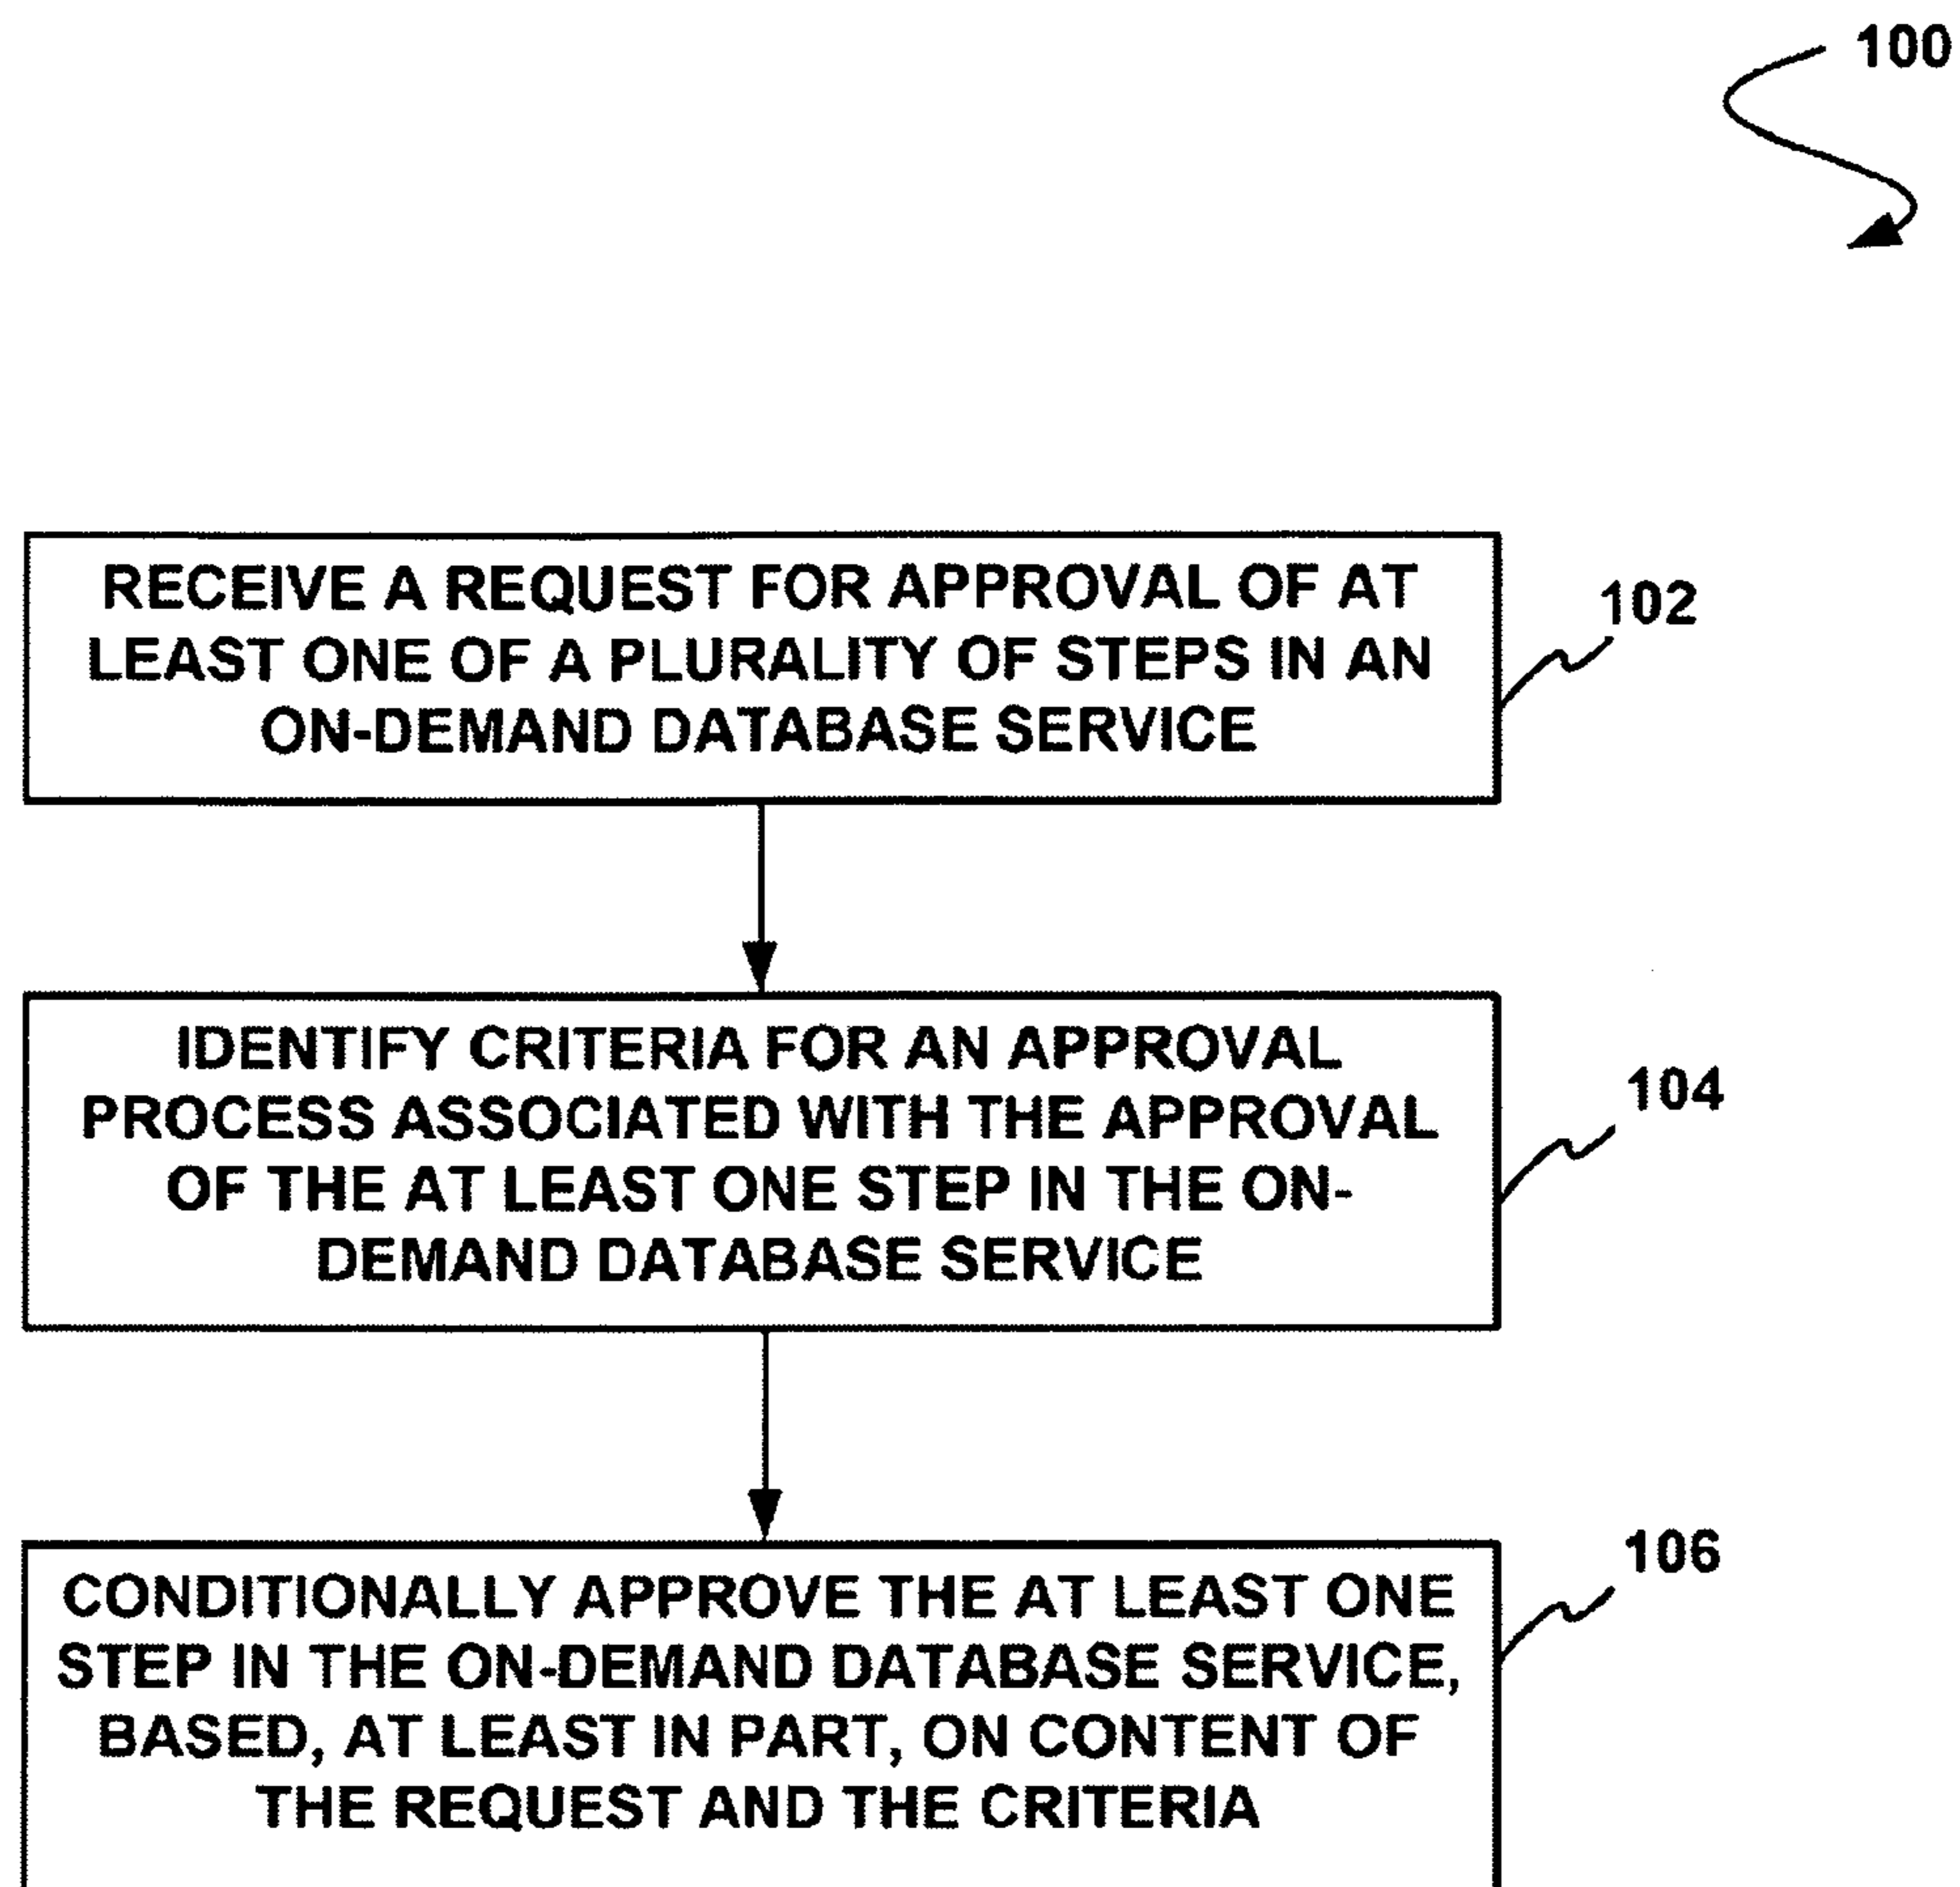 100
RECEIVE A REQUEST FOR APPROVAL OF AT
LEAST ONE OF A PLURALITY OF STEPS IN AN
ON-DEMAND DATABASE SERVICE
102
IDENTIFY CRITERIA FOR AN APPROVAL
PROCESS ASSOCIATED WITH THE APPROVAL
OF THE AT LEAST ONE STEP IN THE ON-
DEMAND DATABASE SERVICE
104
CONDITIONALLY APPROVE THE AT LEAST ONE
STEP IN THE ON-DEMAND DATABASE SERVICE,
BASED, AT LEAST IN PART, ON CONTENT OF
THE REQUEST AND THE CRITERIA
106